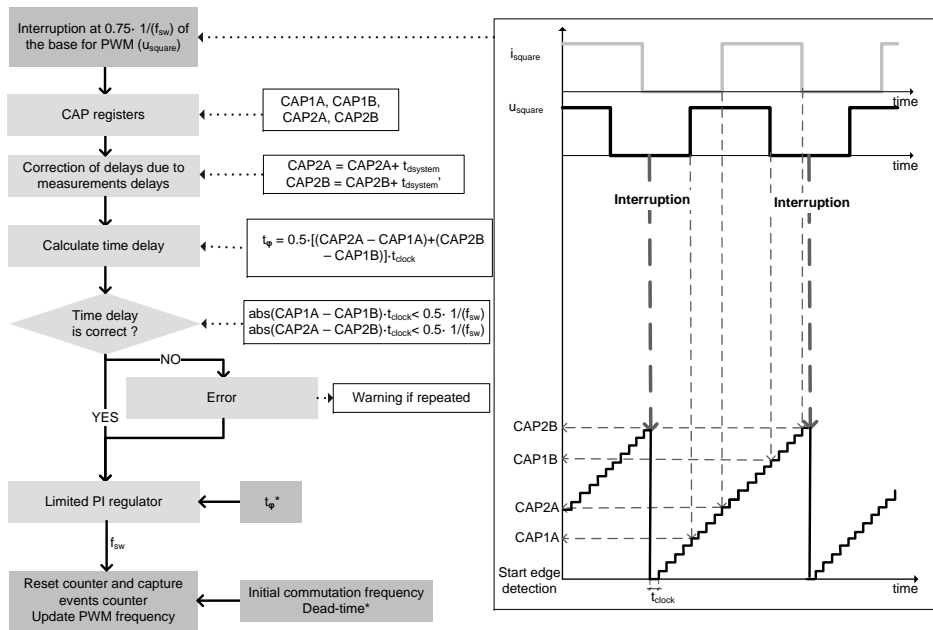 Interruption at 0.75· 1/(fsw) of
the base for PWM (usquare)
CAP registers
CAP1A, CAP1B,
CAP2A, CAP2B
Correction of delays due to
measurements delays
CAP2A = CAP2A+ tdsystem
CAP2B = CAP2B+ tdsystem’
Calculate time delay
tφ = 0.5·[(CAP2A – CAP1A)+(CAP2B
– CAP1B)]·tclock
Time delay
is correct ?
abs(CAP1A – CAP1B)·tclock< 0.5· 1/(fsw)
abs(CAP2A – CAP2B)·tclock< 0.5· 1/(fsw)
NO
YES
Error
Warning if repeated
Limited PI regulator
tφ*
fsw
Reset counter and capture
events counter
Update PWM frequency
Initial commutation frequency
Dead-time*
isquare
time
usquare
time
Interruption
Interruption
CAP2B
CAP1B
CAP2A
CAP1A
Start edge
detection
tclock
time